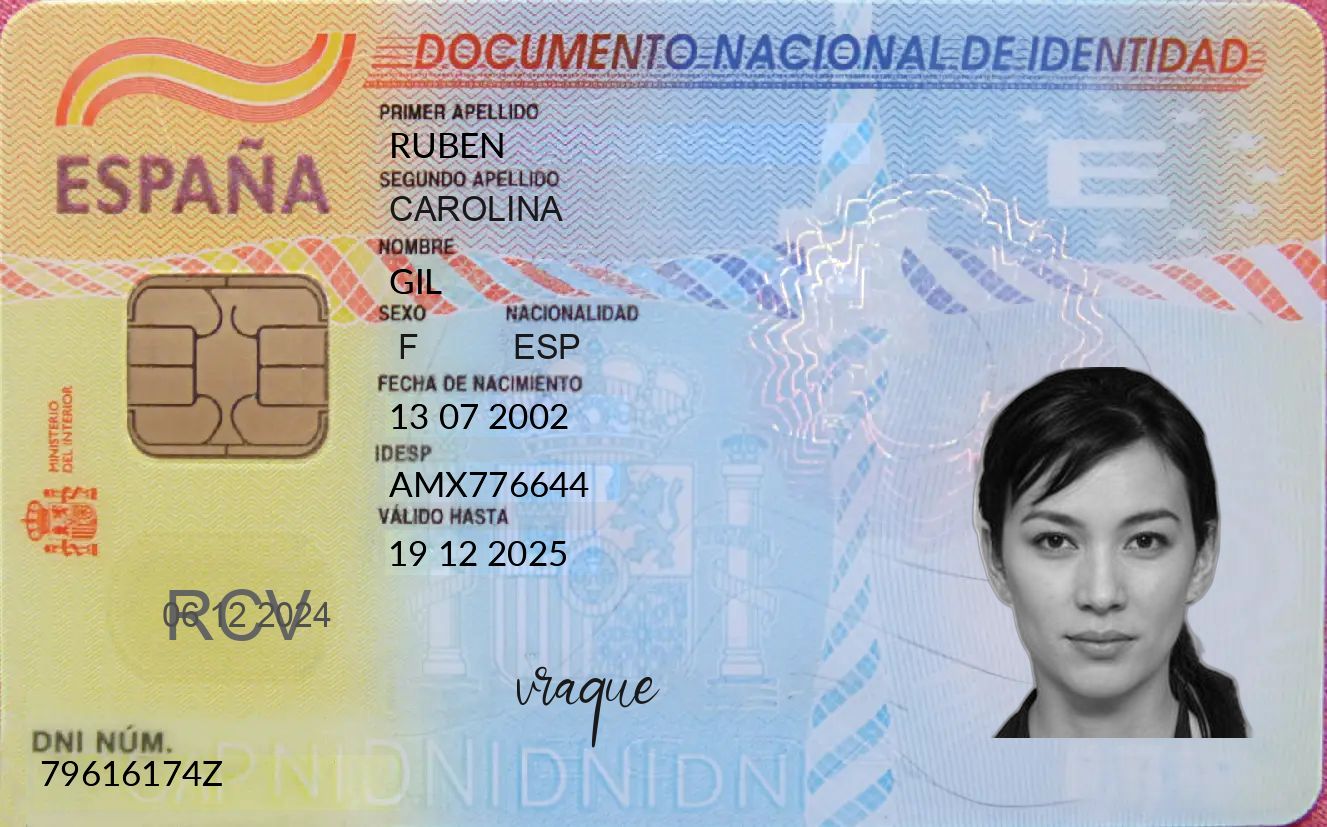 DOCUMENTO NACIONAL DE IDENTIDAD
ESPAÑA
PRIMER APELLIDO
RUBEN
SEGUNDO APELLIDO
CAROLINA
NOMBRE
GIL
SEXO NACIONALIDAD
F ESP
FECHA DE NACIMIENTO
13 07 2002
IDESP
AMX776644
VÁLIDO HASTA
19 12 2025
MINISTERIO
DEL INTERIOR
RCV
06 12 2024
vraque
DNI NÚM.
79616174Z
E
DNIDNIDNIDN